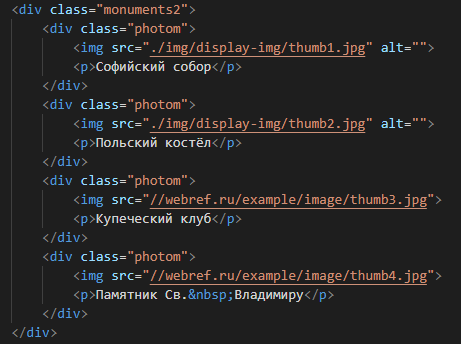 <div class="monuments2">
<div class="photom">
<img src="./img/display-img/thumb1.jpg" alt="">
<p>Софийский собор</p>
</div>
<div class="photom">
<img src="./img/display-img/thumb2.jpg" alt="">
<p>Польский костёл</p>
</div>
<div class="photom">
<img src="//webref.ru/example/image/thumb3.jpg">
<p>Купеческий клуб</p>
</div>
<div class="photom">
<img src="//webref.ru/example/image/thumb4.jpg">
<p>Памятник Св.&nbsp;Владимиру</p>
</div>
</div>